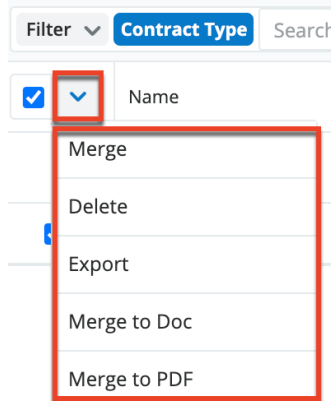 Filter Contract Type Search
Name
Merge
Delete
Export
Merge to Doc
Merge to PDF